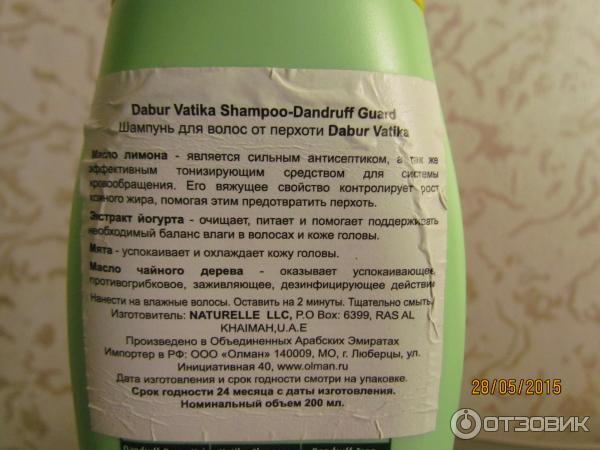 Dabur Vatika Shampoo-Dandruff Guard
Шампунь для волос от перхоти Dabur Vatika
Масло лимона - является сильным антисептиком, а так же
эффективным тонизирующим средством для системы
кровообращения. Его вяжущее свойство контролирует рост
кожного жира, помогая этим предотвратить перхоть.
Экстракт йогурта - очищает, питает и помогает поддерживать
необходимый баланс влаги в волосах и коже головы.
Мята - успокаивает и охлаждает кожу головы.
Масло чайного дерева - оказывает успокаивающее,
противогрибковое, заживляющее, дезинфицирующее действие
Нанести на влажные волосы. Оставить на 2 минуты. Тщательно смыть.
Изготовитель: NATURELLE LLC, P.O Box: 6399, RAS AL
KHAIMAH,U.A.E
Произведено в Объединенных Арабских Эмиратах
Импортер в РФ: ООО «Олман» 140009, МО, г. Люберцы, ул.
Инициативная 40, www.olman.ru
Дата изготовления и срок годности смотри на упаковке.
Срок годности 24 месяца с даты изготовления.
Номинальный объем 200 мл.
28/05/2015
ОТЗОВИК